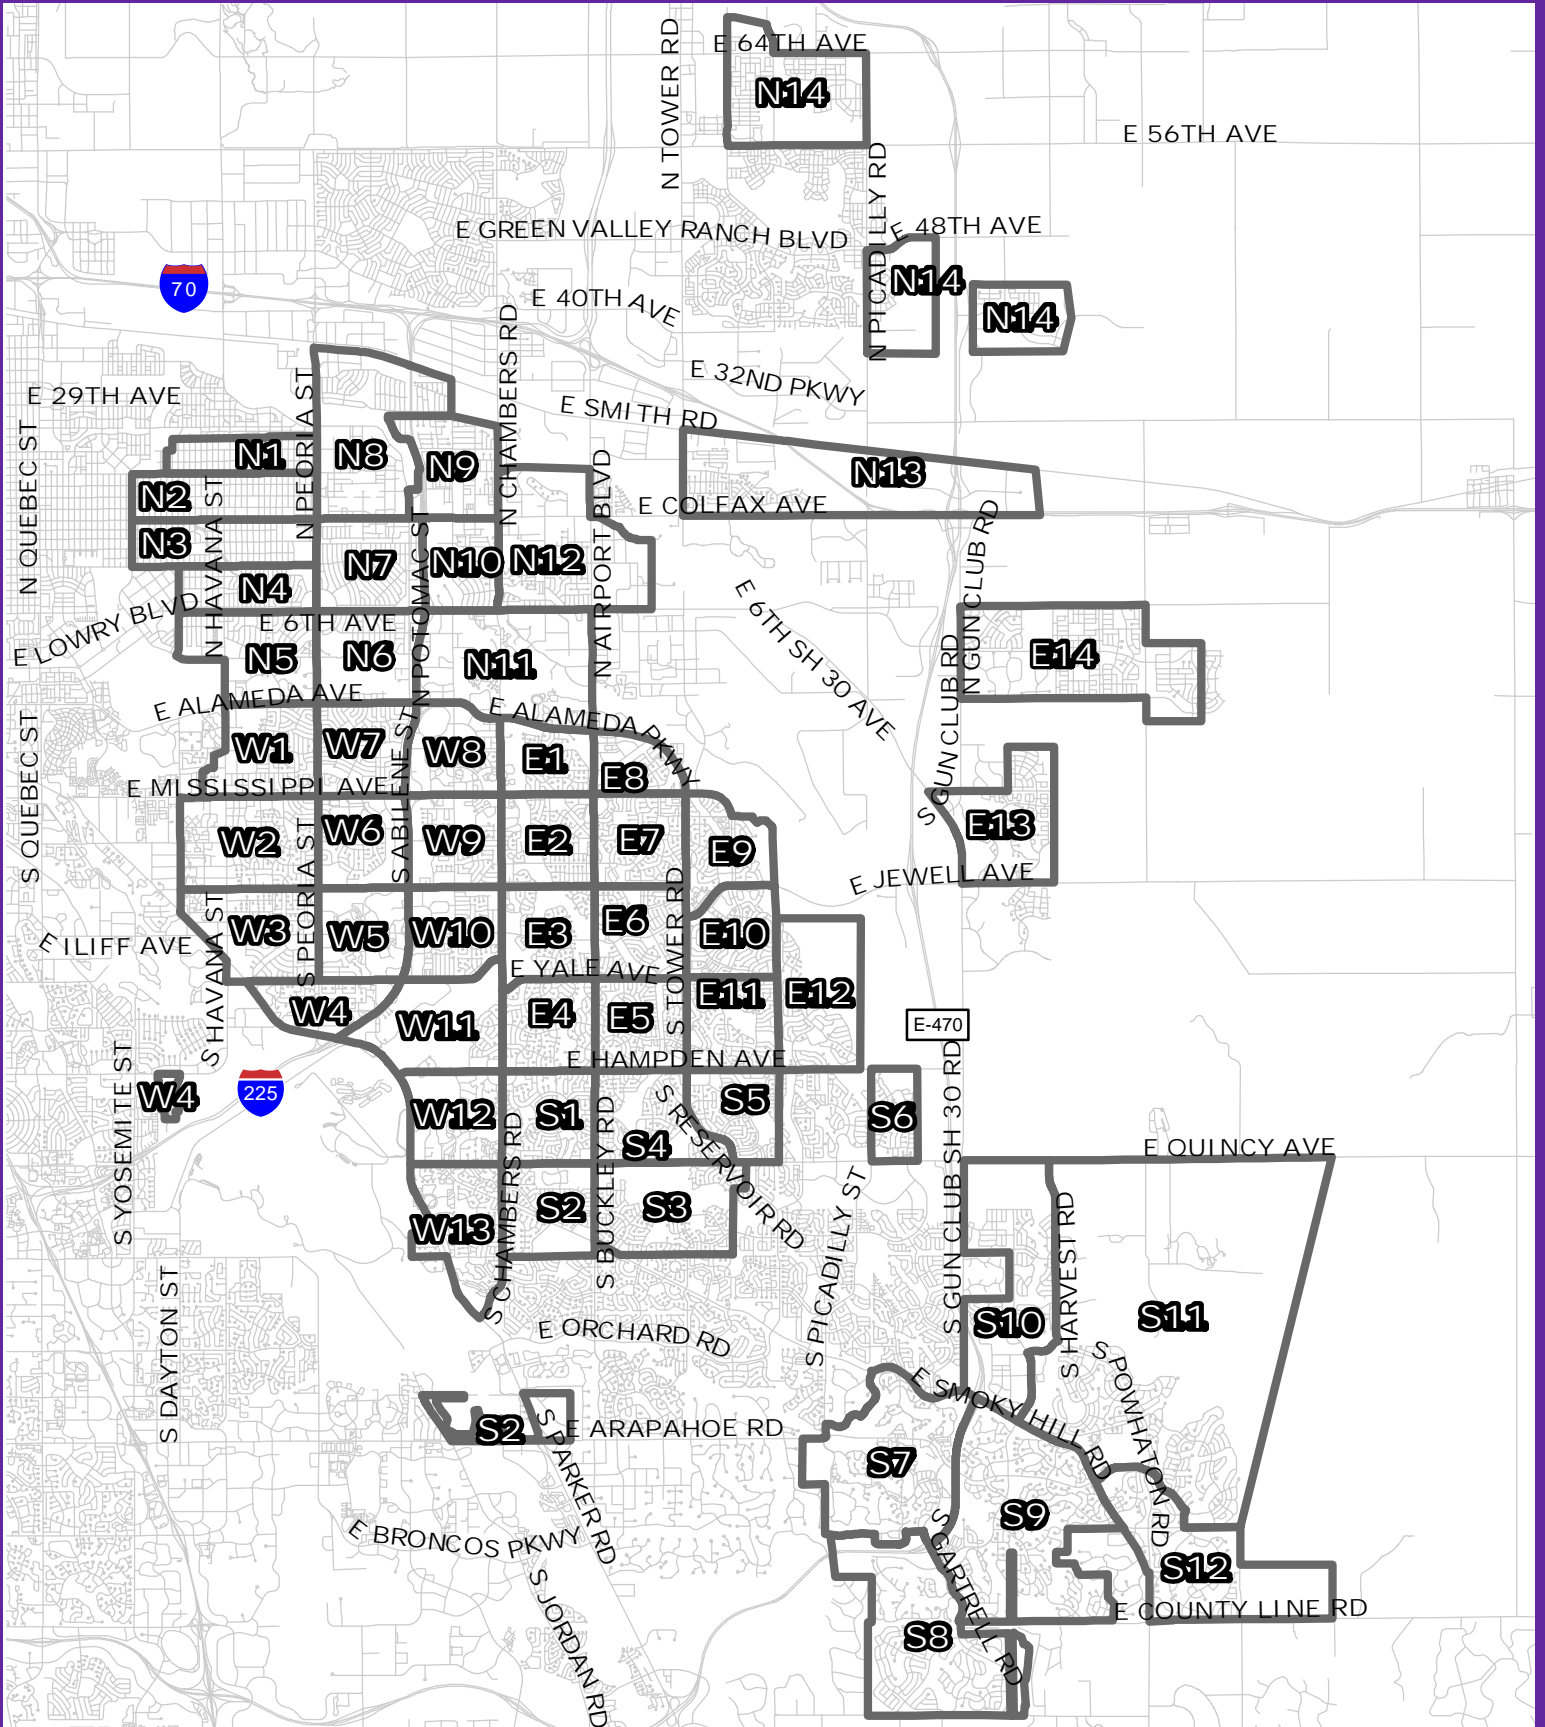 N TOWER RD
E 64TH AVE
N14
E 56TH AVE
N PICADILLY RD
E GREEN VALLEY RANCH BLVD
E 48TH AVE
N14
N14
70
E 40TH AVE
N CHAMBERS RD
E 32ND PKWY
E 29TH AVE
N PEORIA ST
E SMITH RD
N QUEBEC ST
N1
N8
N9
N13
N2
N HAVANA ST
N AIRPORT BLVD
E COLFAX AVE
N3
N7
N POTOMAC ST
N10
N12
N GUNCLUB RD
N4
E LOWRY BLVD
E 6TH AVE
E 6TH SH 30 AVE
N5
N6
N11
E14
S GUNCLUB RD
E ALAMEDA AVE
E ALAMEDA PKWY
S QUEBEC ST
W1
W7
S ABILENE ST
W8
E1
E8
E MISSISSIPPI AVE
W2
W6
W9
E2
E7
E9
E13
E JEWELL AVE
S PEORIA ST
S TOWER RD
E ILIFF AVE
S HAVANA ST
W3
W5
W10
E3
E6
E10
E YALE AVE
E11
E12
W4
W11
E4
E5
E-470
E HAMPDEN AVE
S YOSEMITE ST
W4
225
W12
S CHAMBERS RD
S1
S BUCKLEY RD
S4
S RESERVOIR RD
S5
S6
S GUN CLUB SH 30 RD
E QUINCY AVE
W13
S2
S3
S PICADILLY ST
S HARVEST RD
S DAYTON ST
E ORCHARD RD
S10
S11
S POWHATON RD
E SMOKY HILL RD
S2
S PARKER RD
E ARAPAHOE RD
S7
S9
E BRONCOS PKWY
S GARTRELL RD
S12
S JORDAN RD
E COUNTY LINE RD
S8